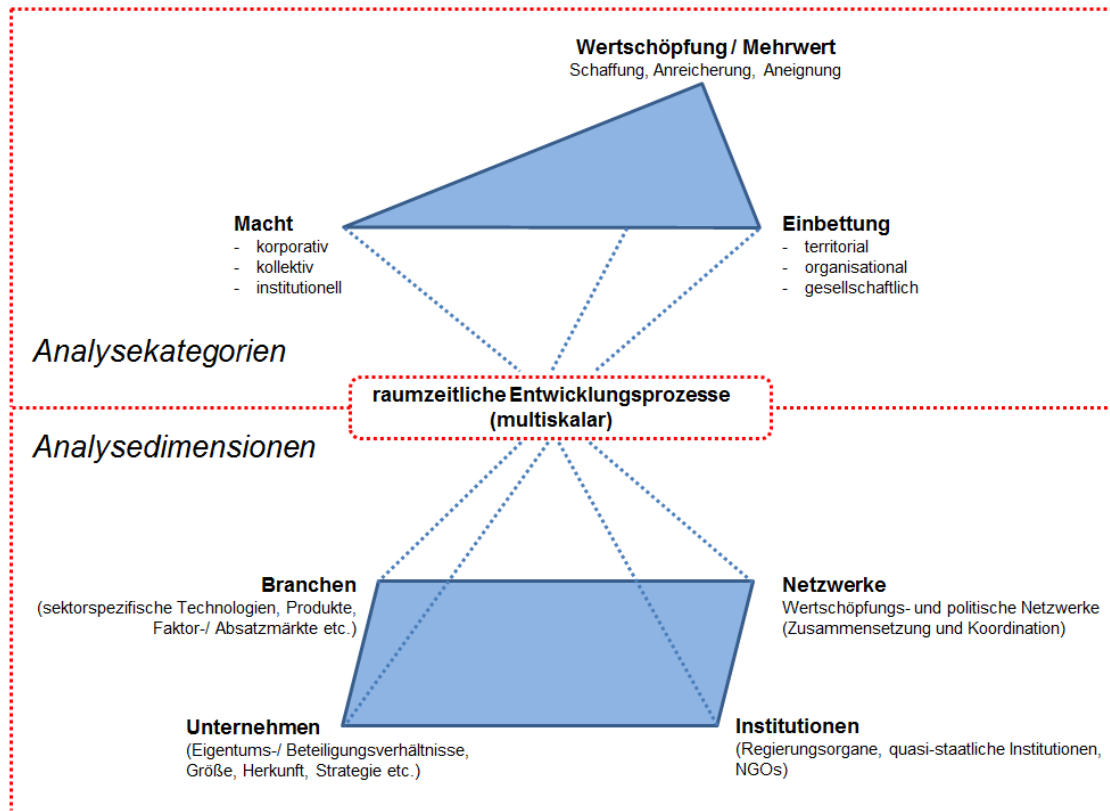 Wertschöpfung / Mehrwert
Schaffung, Anreicherung, Aneignung
Macht
- korporativ
- kollektiv
- institutionell
Einbettung
- territorial
- organisational
- gesellschaftlich
Analysekategorien
raumzeitliche Entwicklungsprozesse
(multiskalar)
Analysedimensionen
Branchen
(sektorspezifische Technologien, Produkte,
Faktor-/ Absatzmärkte etc.)
Netzwerke
Wertschöpfungs- und politische Netzwerke
(Zusammensetzung und Koordination)
Unternehmen
(Eigentums-/ Beteiligungsverhältnisse,
Größe, Herkunft, Strategie etc.)
Institutionen
(Regierungsorgane, quasi-staatliche Institutionen,
NGOs)